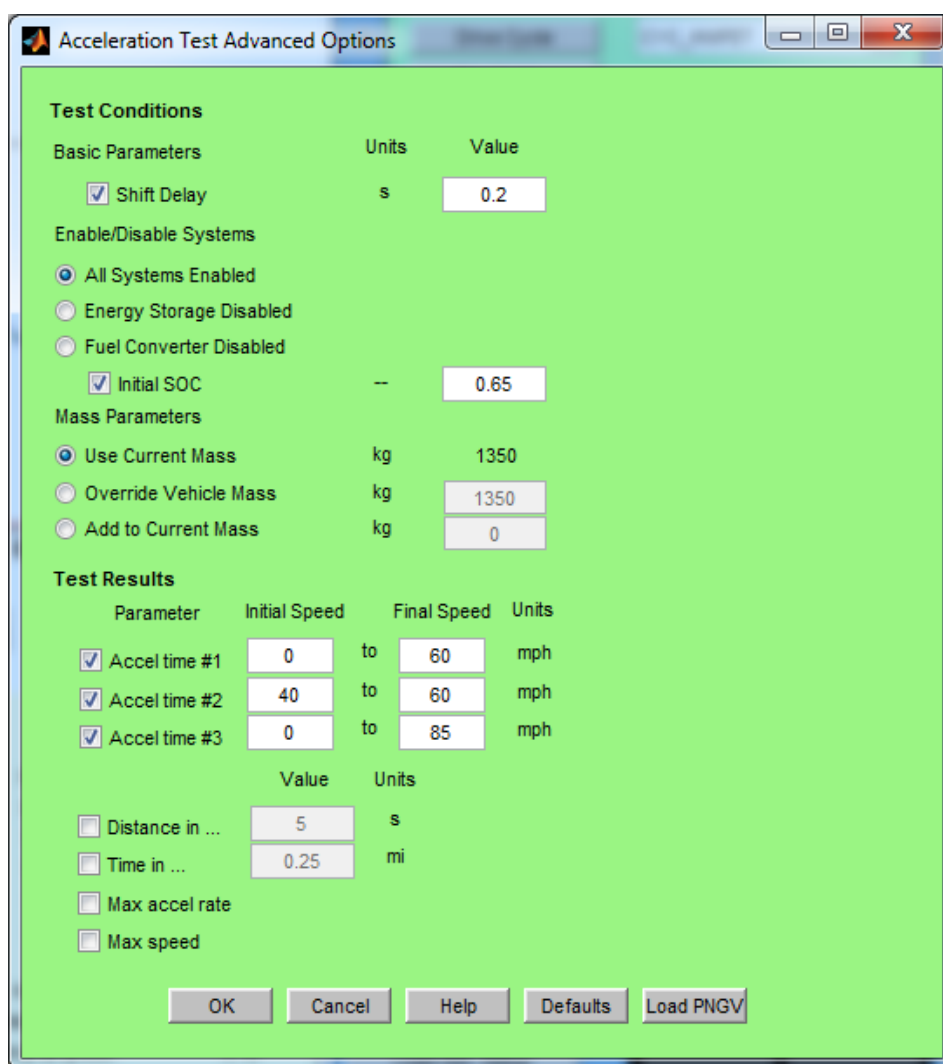 Acceleration Test Advanced Options
Test Conditions
Basic Parameters Units Value
Shift Delay s 0.2
Enable/Disable Systems
All Systems Enabled
Energy Storage Disabled
Fuel Converter Disabled
Initial SOC -- 0.65
Mass Parameters
Use Current Mass kg 1350
Override Vehicle Mass kg 1350
Add to Current Mass kg 0
Test Results
Parameter Initial Speed Final Speed Units
Accel time #1 0 to 60 mph
Accel time #2 40 to 60 mph
Accel time #3 0 to 85 mph
Value Units
Distance in ... 5 s
Time in ... 0.25 mi
Max accel rate
Max speed
OK Cancel Help Defaults Load PNGV